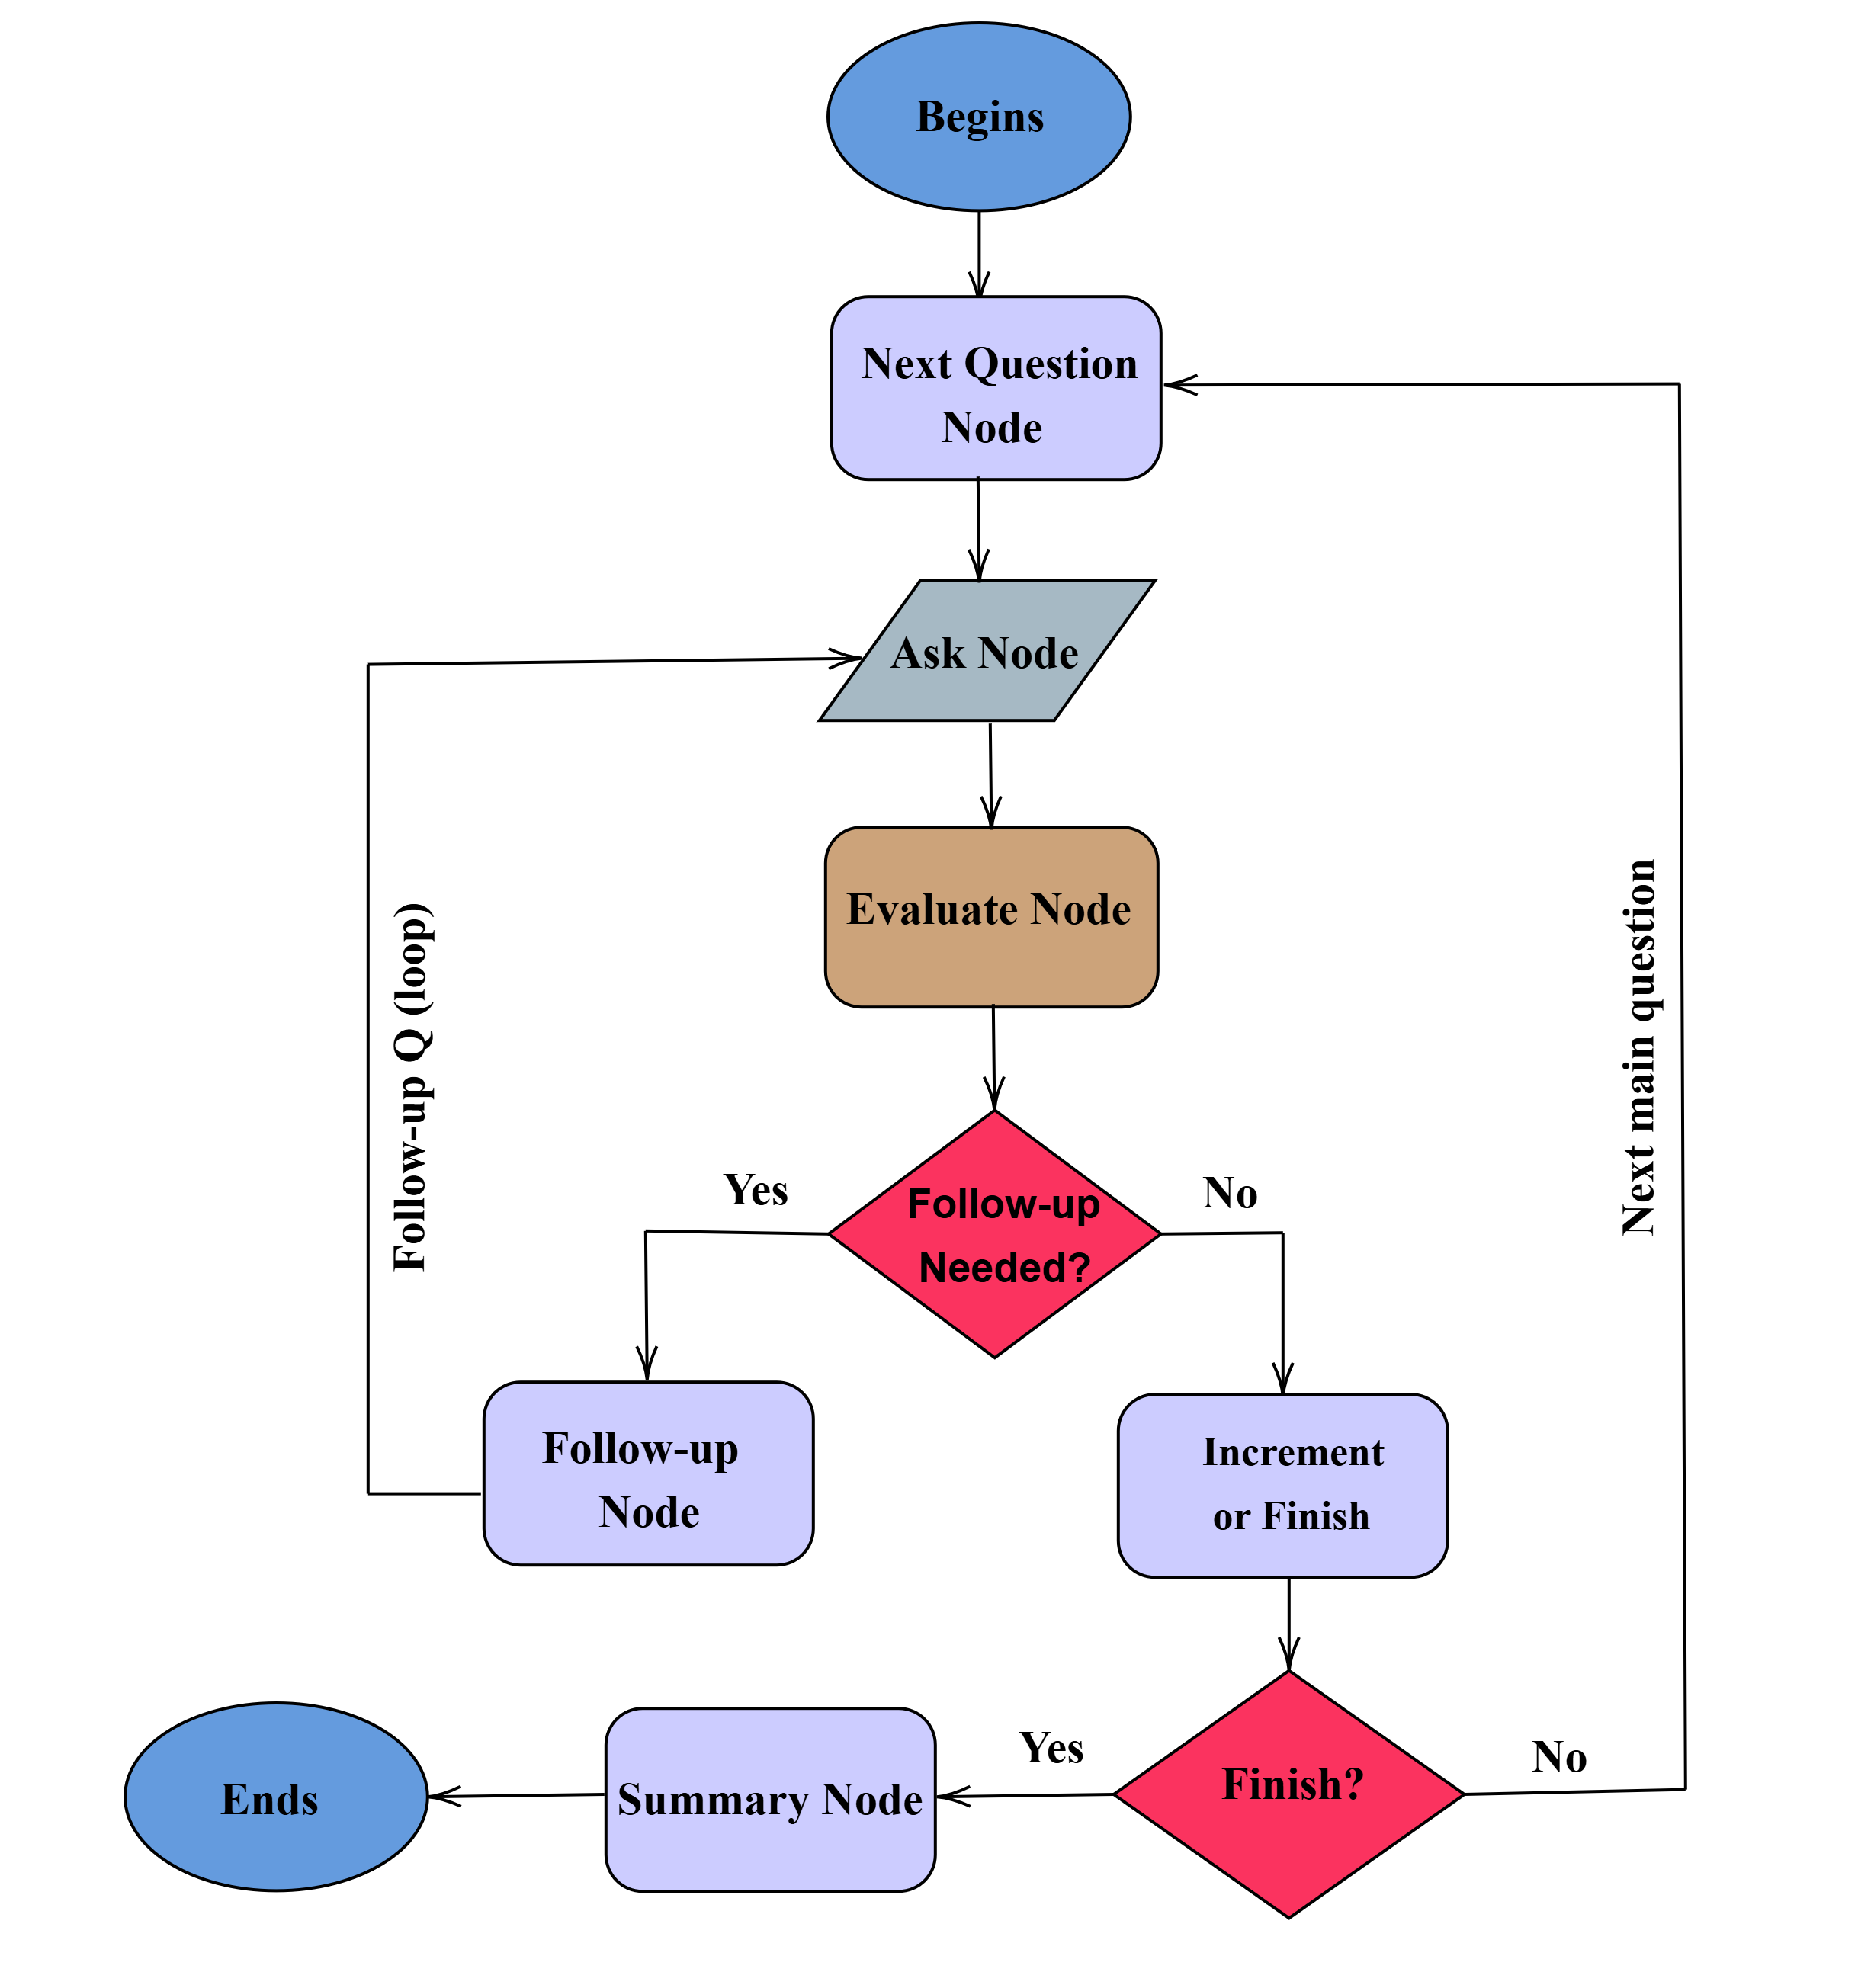 Begins
Next Question
Node
Ask Node
Evaluate Node
Follow-up Q (loop)
Next main question
Yes
Follow-up
Needed?
No
Follow-up
Node
Increment
or Finish
Ends
Summary Node
Yes
Finish?
No